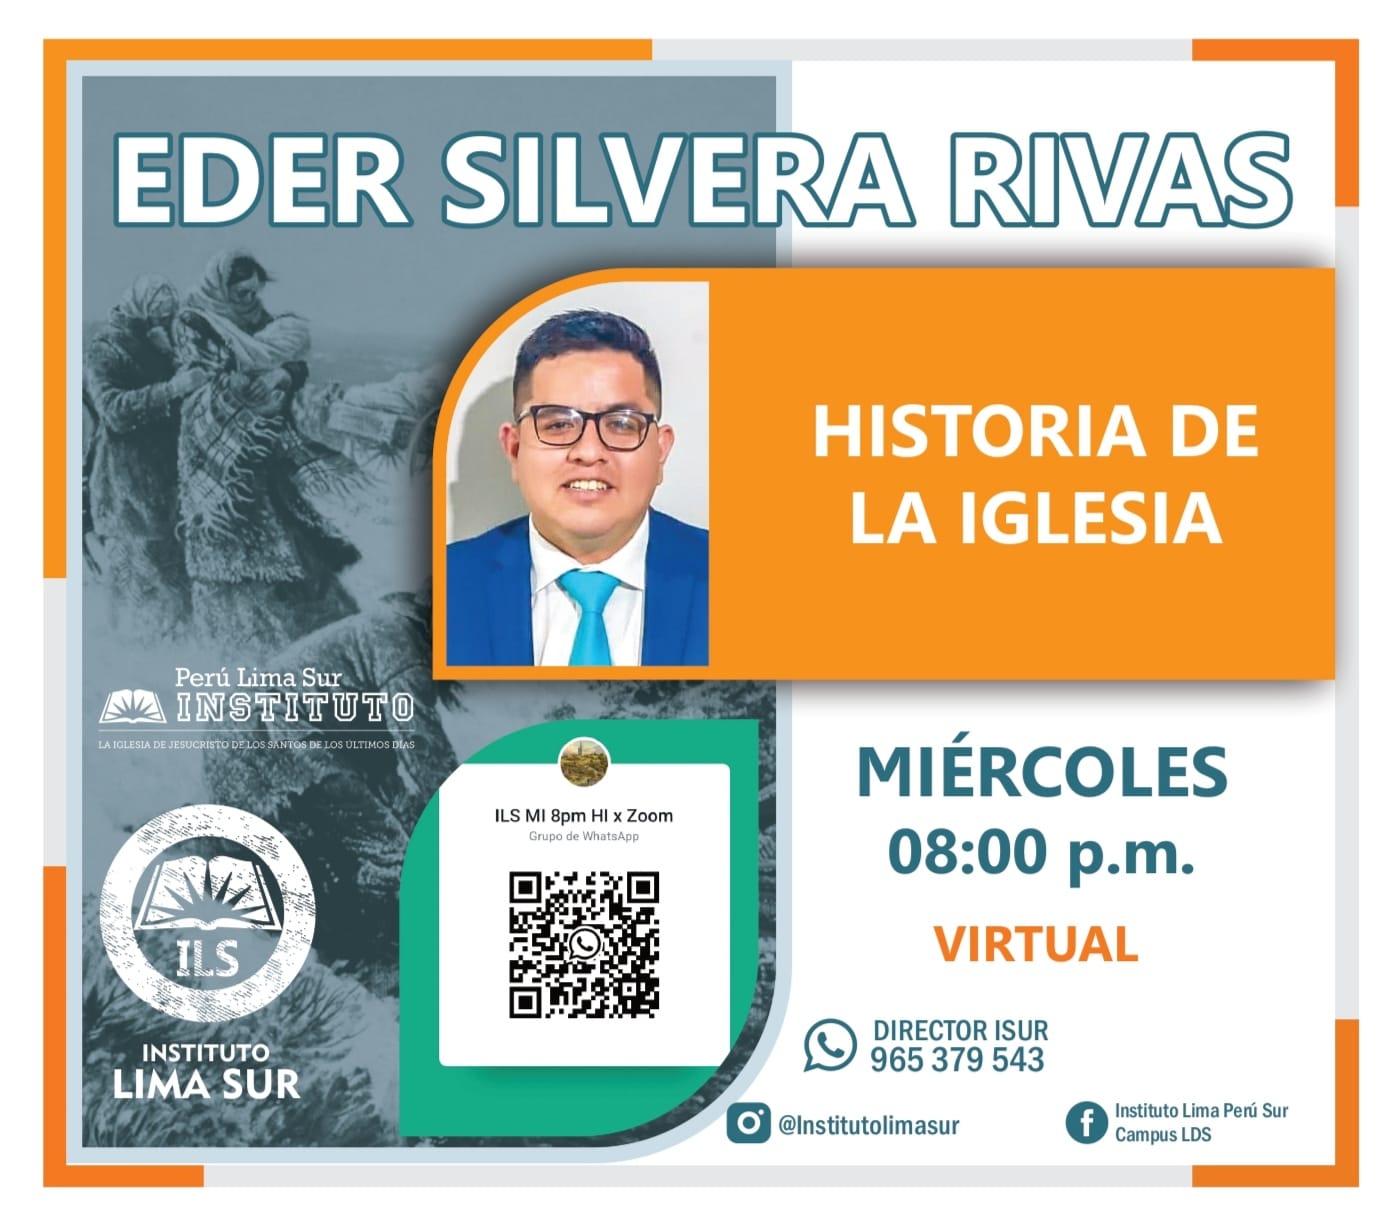 EDER SILVERA RIVAS
HISTORIA DE
LA IGLESIA
Perú Lima Sur
INSTITUTO
LA IGLESIA DE JESUCRISTO DE LOS SANTOS DE LOS ÚLTIMOS DÍAS
ILS
INSTITUTO
LIMA SUR
ILS MI 8pm HI x Zoom
Grupo de WhatsApp
MIÉRCOLES
08:00 p.m.
VIRTUAL
DIRECTOR ISUR
965 379 543
@Institutolimasur
Instituto Lima Perú Sur
Campus LDS